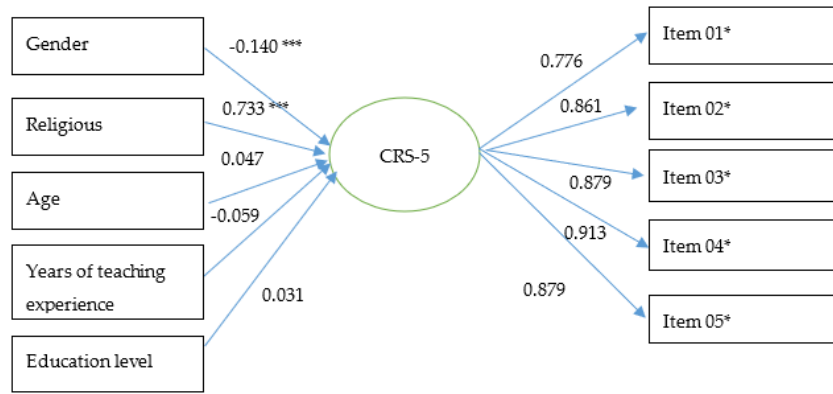 Gender
-0.140 ***
Religious
0.733 ***
0.047
Age
-0.059
Years of teaching
experience
0.031
Education level
CRS-5
Item 01*
0.776
Item 02*
0.861
Item 03*
0.879
Item 04*
0.913
Item 05*
0.879